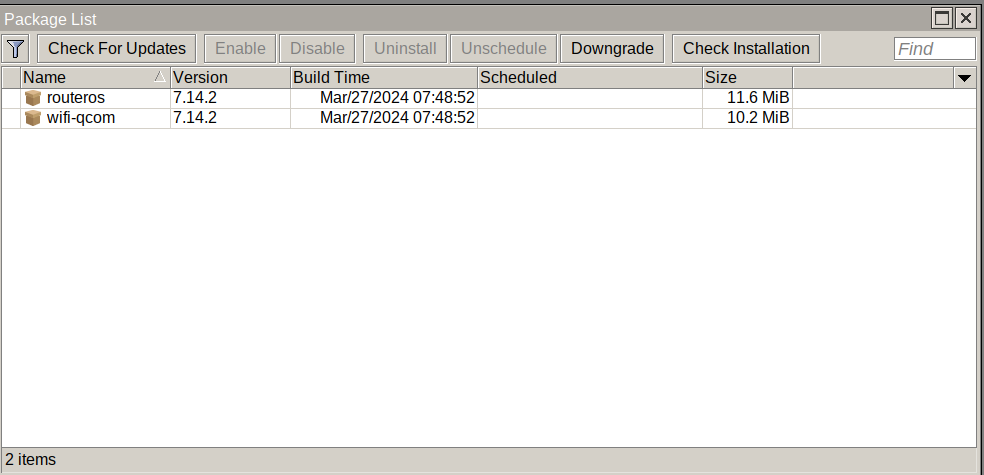 Package List
Check For Updates Enable Disable Uninstall Unschedule Downgrade Check Installation Find
Name Version Build Time Scheduled Size
routeros 7.14.2 Mar/27/2024 07:48:52 11.6 MiB
wifi-qcom 7.14.2 Mar/27/2024 07:48:52 10.2 MiB
2 items